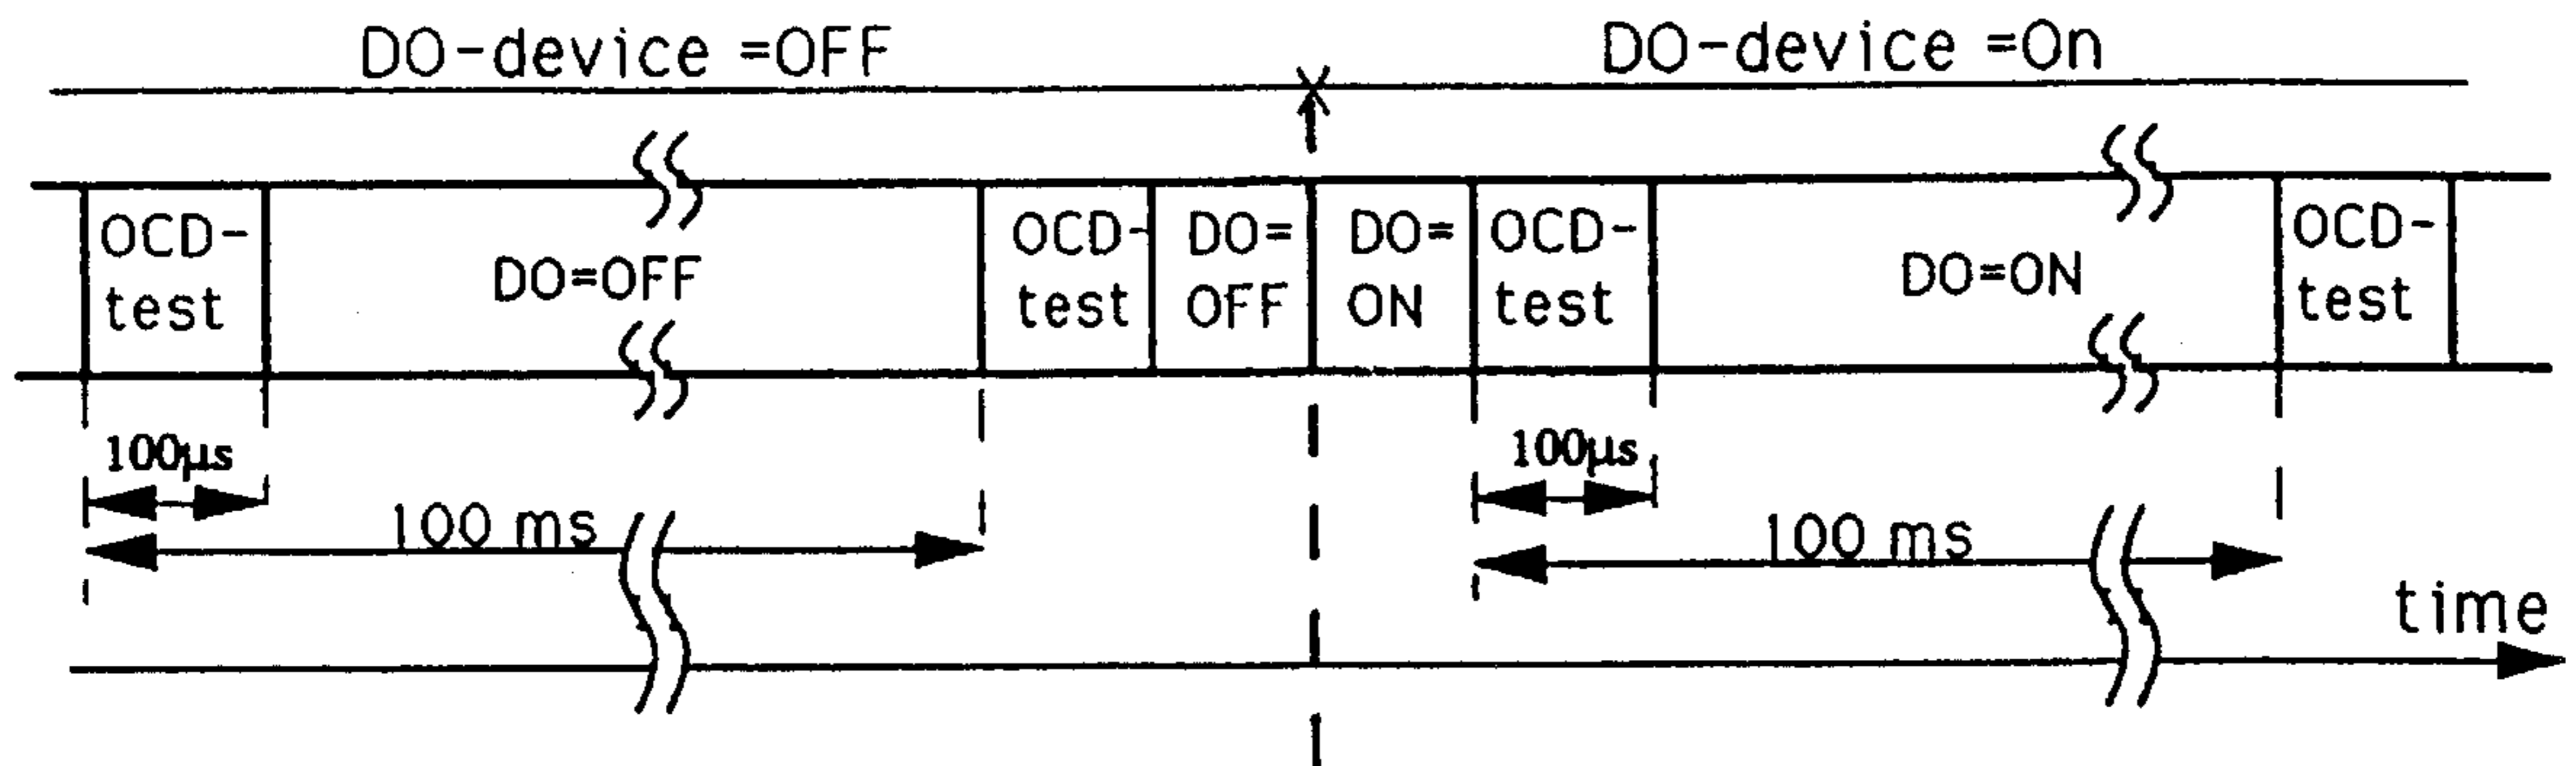 DO-device =OFF
DO-device =On
OCD-
test
DO=OFF
OCD-
test
DO=
OFF
DO=
ON
OCD-
test
DO=ON
OCD-
test
100µs
100µs
100 ms
100 ms
time